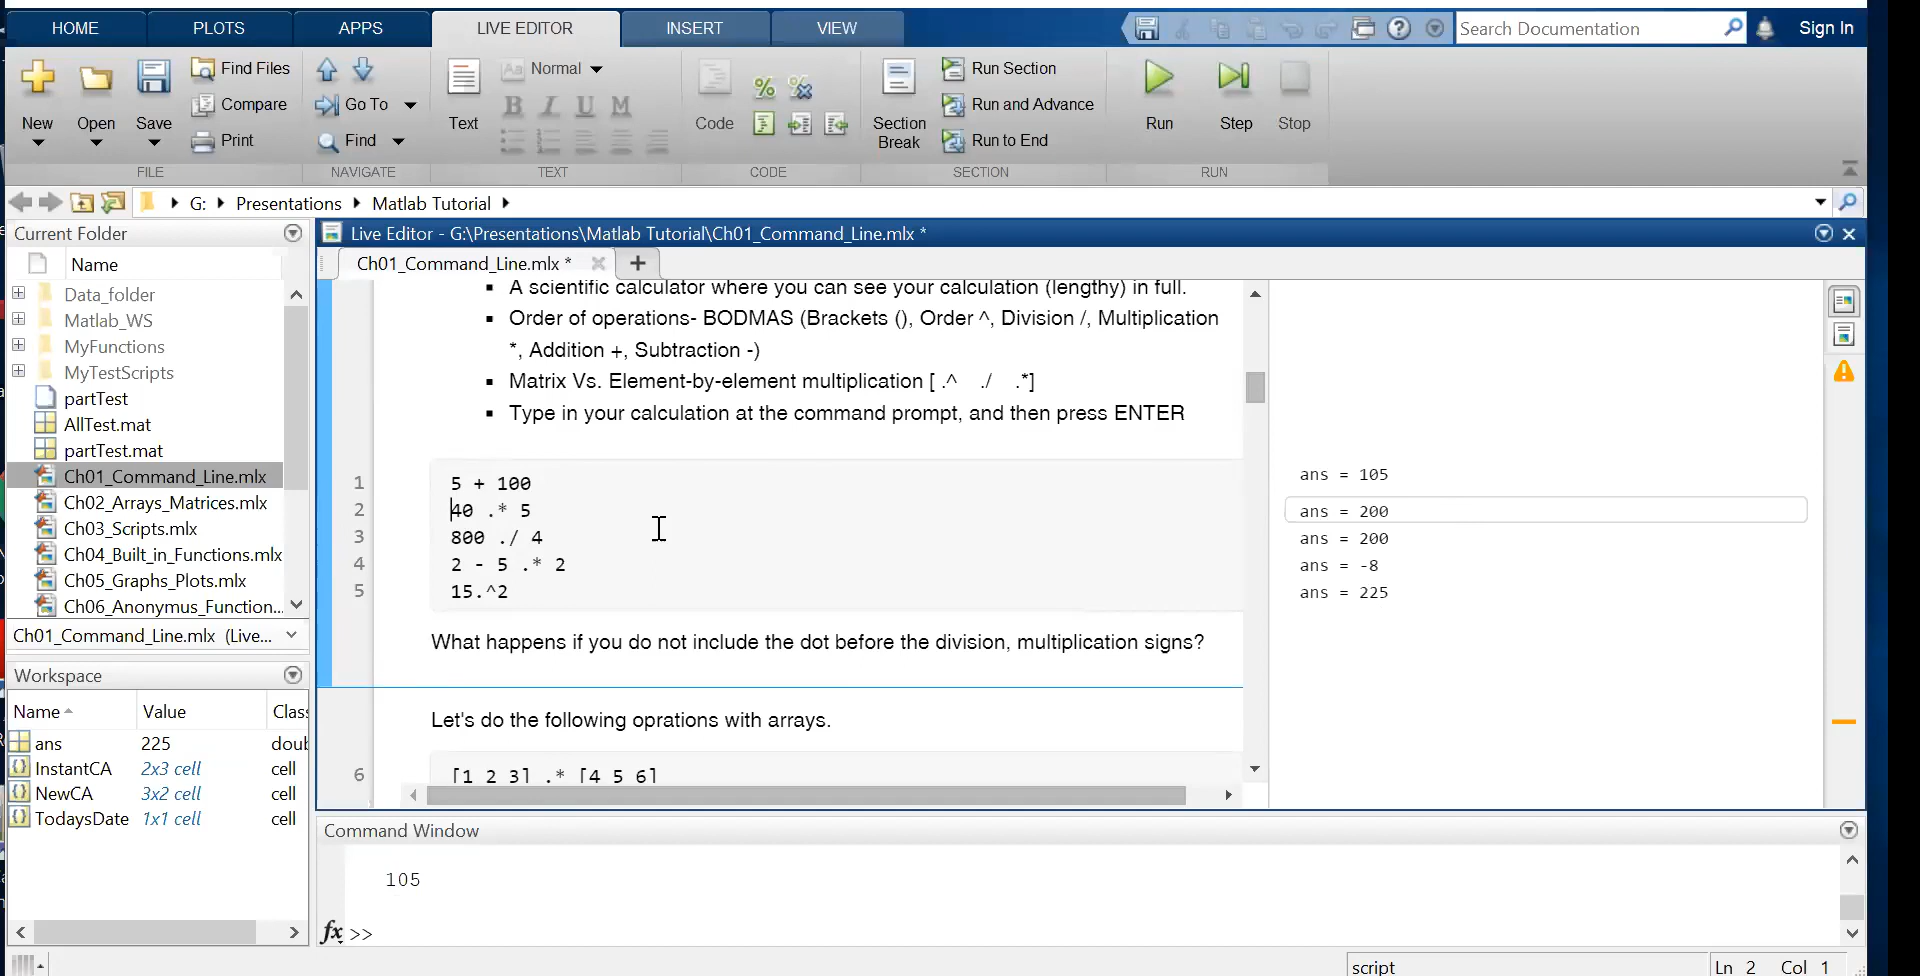 HOME PLOTS APPS LIVE EDITOR INSERT VIEW Search Documentation Sign In
New Open Save Find Files Compare Print Go To Find Text Normal B I U M Code Section Break Run Section Run and Advance Run to End Run Step Stop
FILE NAVIGATE TEXT CODE SECTION RUN
G: Presentations Matlab Tutorial
Current Folder
Name
Data_folder
Matlab_WS
MyFunctions
MyTestScripts
partTest
AllTest.mat
partTest.mat
Ch01_Command_Line.mlx
Ch02_Arrays_Matrices.mlx
Ch03_Scripts.mlx
Ch04_Built_in_Functions.mlx
Ch05_Graphs_Plots.mlx
Ch06_Anonymus_Function...
Ch01_Command_Line.mlx (Live...
Workspace
Name Value Clas
ans 225 doub
InstantCA 2x3 cell cell
NewCA 3x2 cell cell
TodaysDate 1x1 cell cell
Live Editor - G:\Presentations\Matlab Tutorial\Ch01_Command_Line.mlx *
Ch01_Command_Line.mlx *
A scientific calculator where you can see your calculation (lengthy) in full.
Order of operations- BODMAS (Brackets (), Order ^, Division /, Multiplication
*, Addition +, Subtraction -)
Matrix Vs. Element-by-element multiplication [ .^ ./ .*]
Type in your calculation at the command prompt, and then press ENTER
1 5 + 100
2 40 .* 5
3 800 ./ 4
4 2 - 5 .* 2
5 15.^2
What happens if you do not include the dot before the division, multiplication signs?
Let's do the following oprations with arrays.
6 [1 2 3] .* [4 5 6]
ans = 105
ans = 200
ans = 200
ans = -8
ans = 225
Command Window
105
fx >>
script Ln 2 Col 1